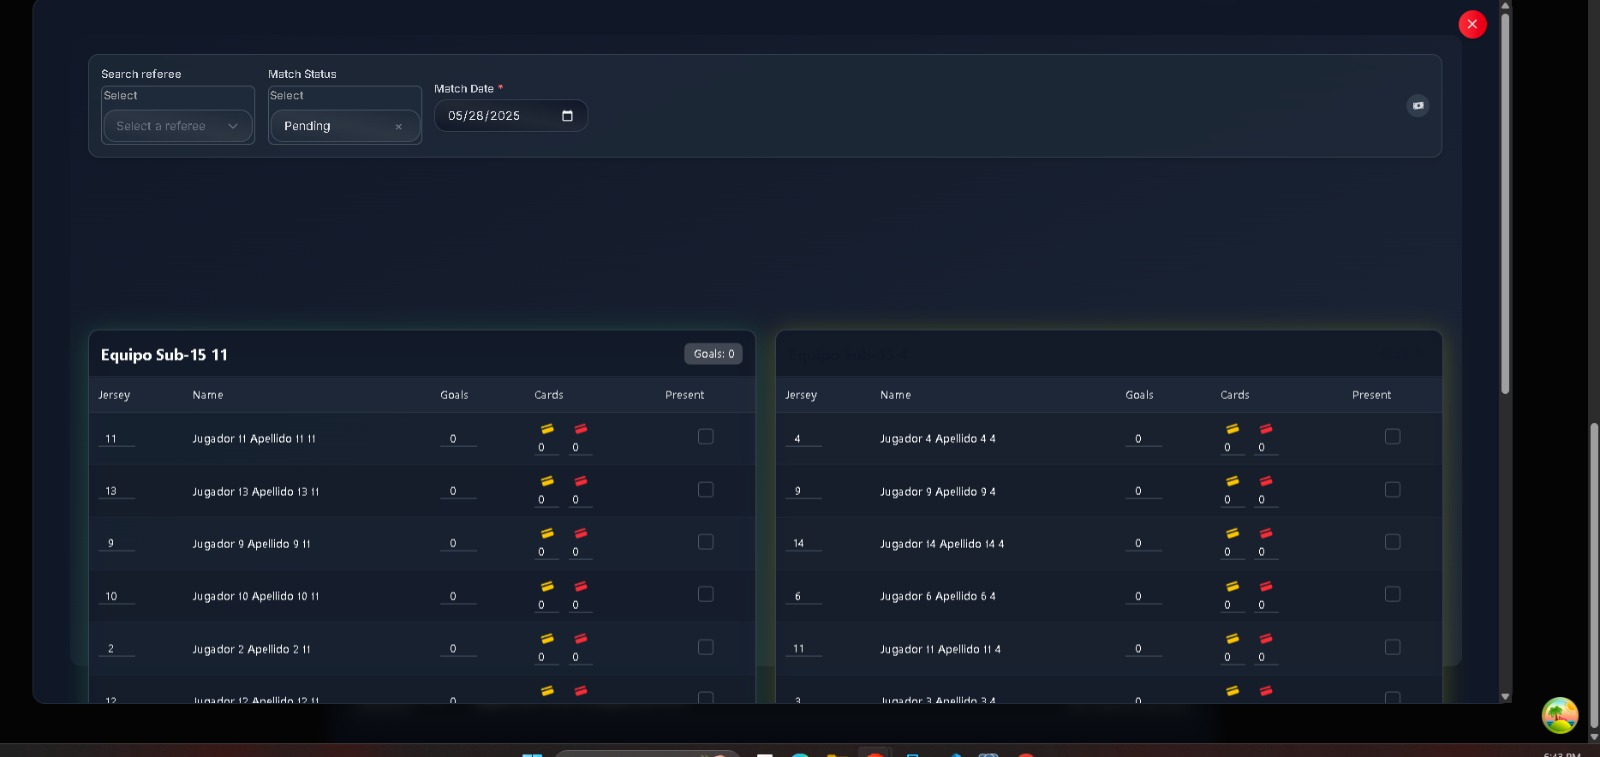 Search referee
Match Status
Match Date *
Select
Select
Select a referee
Pending
05/28/2025
Equipo Sub-15 11
Goals: 0
Jersey Name Goals Cards Present
11 Jugador 11 Apellido 11 11 0 0 0
13 Jugador 13 Apellido 13 11 0 0 0
9 Jugador 9 Apellido 9 11 0 0 0
10 Jugador 10 Apellido 10 11 0 0 0
2 Jugador 2 Apellido 2 11 0 0 0
12 Jugador 12 Apellido 12 11 0
Jersey Name Goals Cards Present
4 Jugador 4 Apellido 4 4 0 0 0
9 Jugador 9 Apellido 9 4 0 0 0
14 Jugador 14 Apellido 14 4 0 0 0
6 Jugador 6 Apellido 6 4 0 0 0
11 Jugador 11 Apellido 11 4 0 0 0
3 Jugador 3 Apellido 3 4 0
6:43 PM